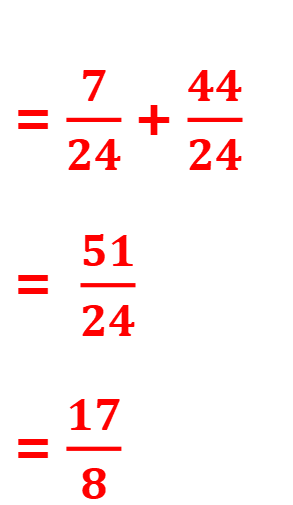 = 7/24 + 44/24
= 51/24
= 17/8